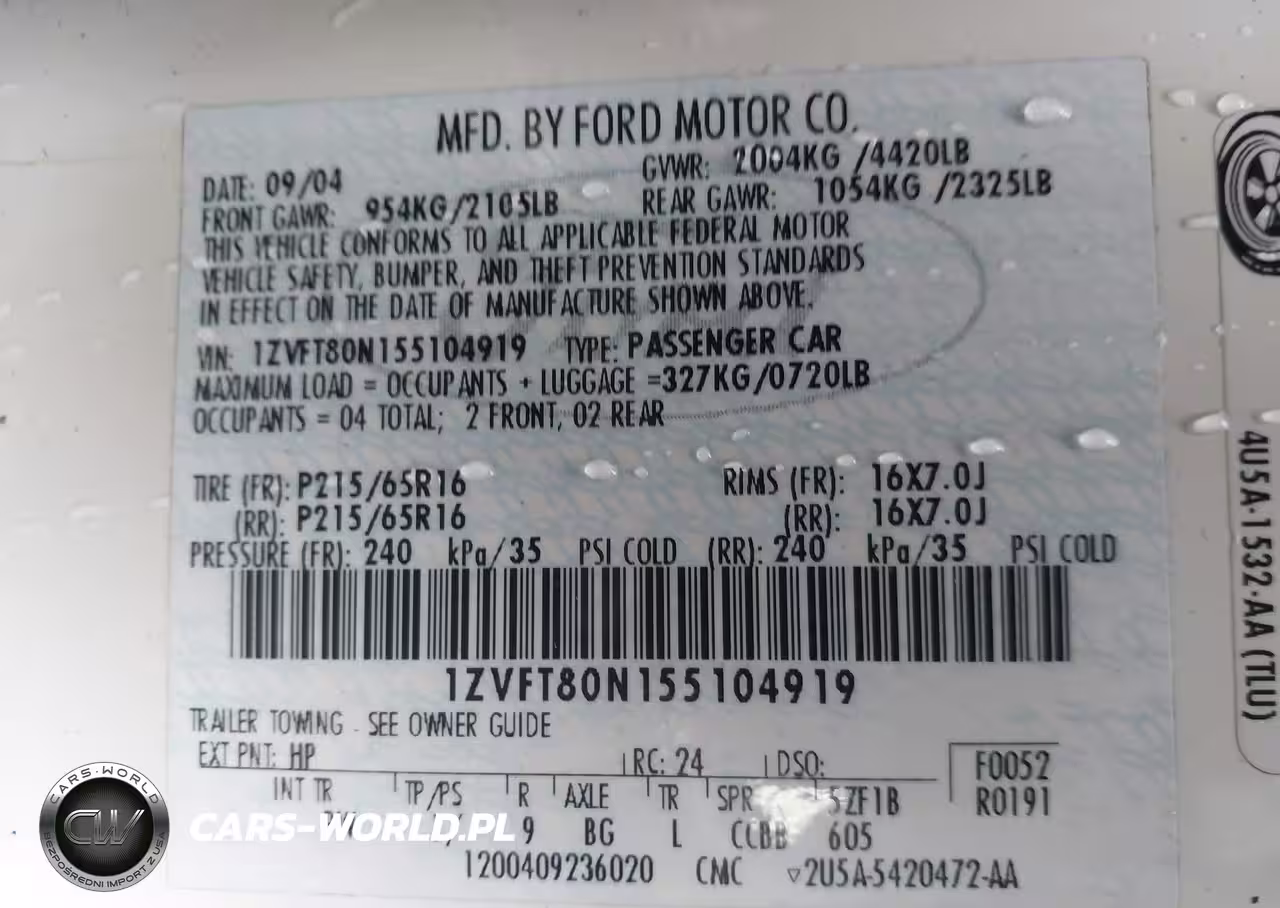 MFD. BY FORD MOTOR CO.
DATE: 09/04 GVWR: 2004KG /4420LB
FRONT GAWR: 954KG/2105LB REAR GAWR: 1054KG /2325LB
THIS VEHICLE CONFORMS TO ALL APPLICABLE FEDERAL MOTOR
VEHICLE SAFETY, BUMPER, AND THEFT PREVENTION STANDARDS
IN EFFECT ON THE DATE OF MANUFACTURE SHOWN ABOVE.
VIN: 1ZVFT80N155104919 TYPE: PASSENGER CAR
MAXIMUM LOAD = OCCUPANTS + LUGGAGE =327KG/0720LB
OCCUPANTS = 04 TOTAL; 2 FRONT, 02 REAR
TIRE (FR): P215/65R16 RIMS (FR): 16X7.0J
(RR): P215/65R16 (RR): 16X7.0J
PRESSURE (FR): 240 kPa/35 PSI COLD (RR): 240 kPa/35 PSI COLD
1ZVFT80N155104919
TRAILER TOWING - SEE OWNER GUIDE
EXT PNT: HP RC: 24 DSO: F0052
INT TR TP/PS R AXLE TR SPR 5ZF1B R0191
9 BG L CCBB 605
1200409236020 CMC ▽2U5A-5420472-AA
4U5A-1532-AA (TLU)
CARS-WORLD
CW
BEZPOŚREDNI IMPORT Z USA
CARS-WORLD.PL